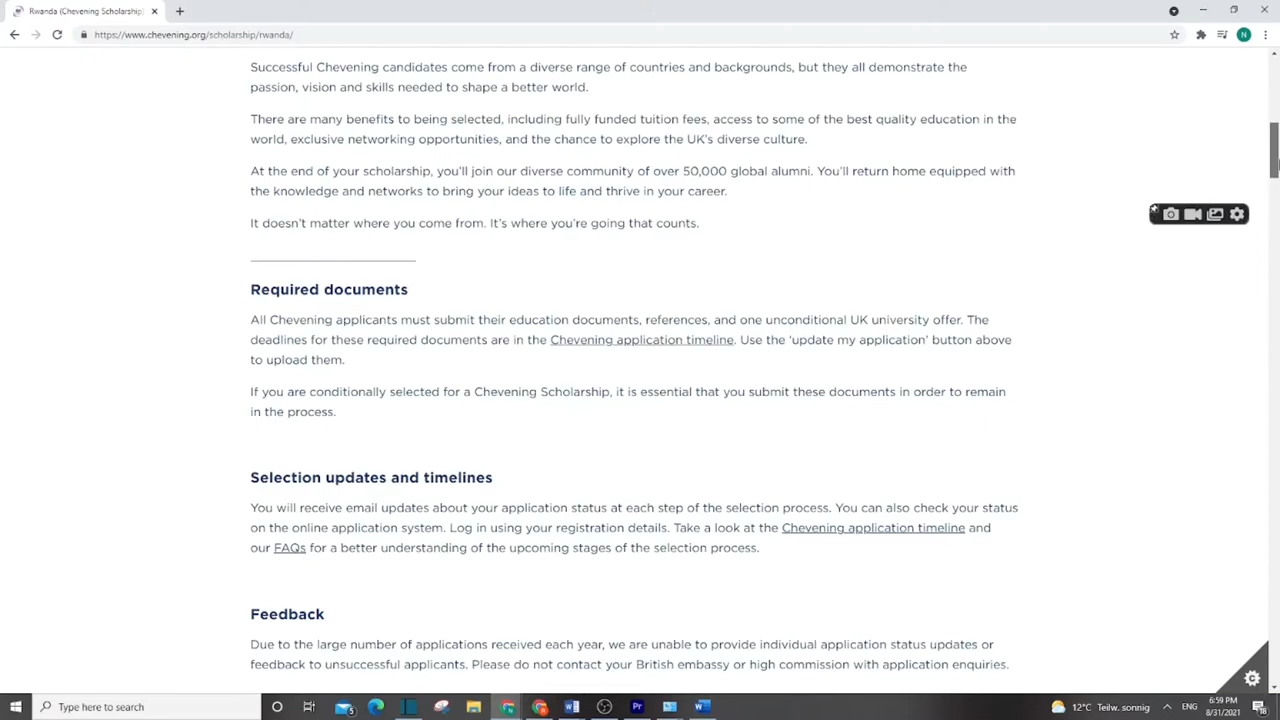 Rwanda (Chevening Scholarship)
https://www.chevening.org/scholarship/rwanda/
N
Successful Chevening candidates come from a diverse range of countries and backgrounds, but they all demonstrate the
passion, vision and skills needed to shape a better world.
There are many benefits to being selected, including fully funded tuition fees, access to some of the best quality education in the
world, exclusive networking opportunities, and the chance to explore the UK's diverse culture.
At the end of your scholarship, you'll join our diverse community of over 50,000 global alumni. You'll return home equipped with
the knowledge and networks to bring your ideas to life and thrive in your career.
It doesn't matter where you come from. It's where you're going that counts.
Required documents
All Chevening applicants must submit their education documents, references, and one unconditional UK university offer. The
deadlines for these required documents are in the Chevening application timeline. Use the 'update my application' button above
to upload them.
If you are conditionally selected for a Chevening Scholarship, it is essential that you submit these documents in order to remain
in the process.
Selection updates and timelines
You will receive email updates about your application status at each step of the selection process. You can also check your status
on the online application system. Log in using your registration details. Take a look at the Chevening application timeline and
our FAQs for a better understanding of the upcoming stages of the selection process.
Feedback
Due to the large number of applications received each year, we are unable to provide individual application status updates or
feedback to unsuccessful applicants. Please do not contact your British embassy or high commission with application enquiries.
Type here to search
Pr
12°C Teilw. sonnig
ENG
6:59 PM
8/31/2021